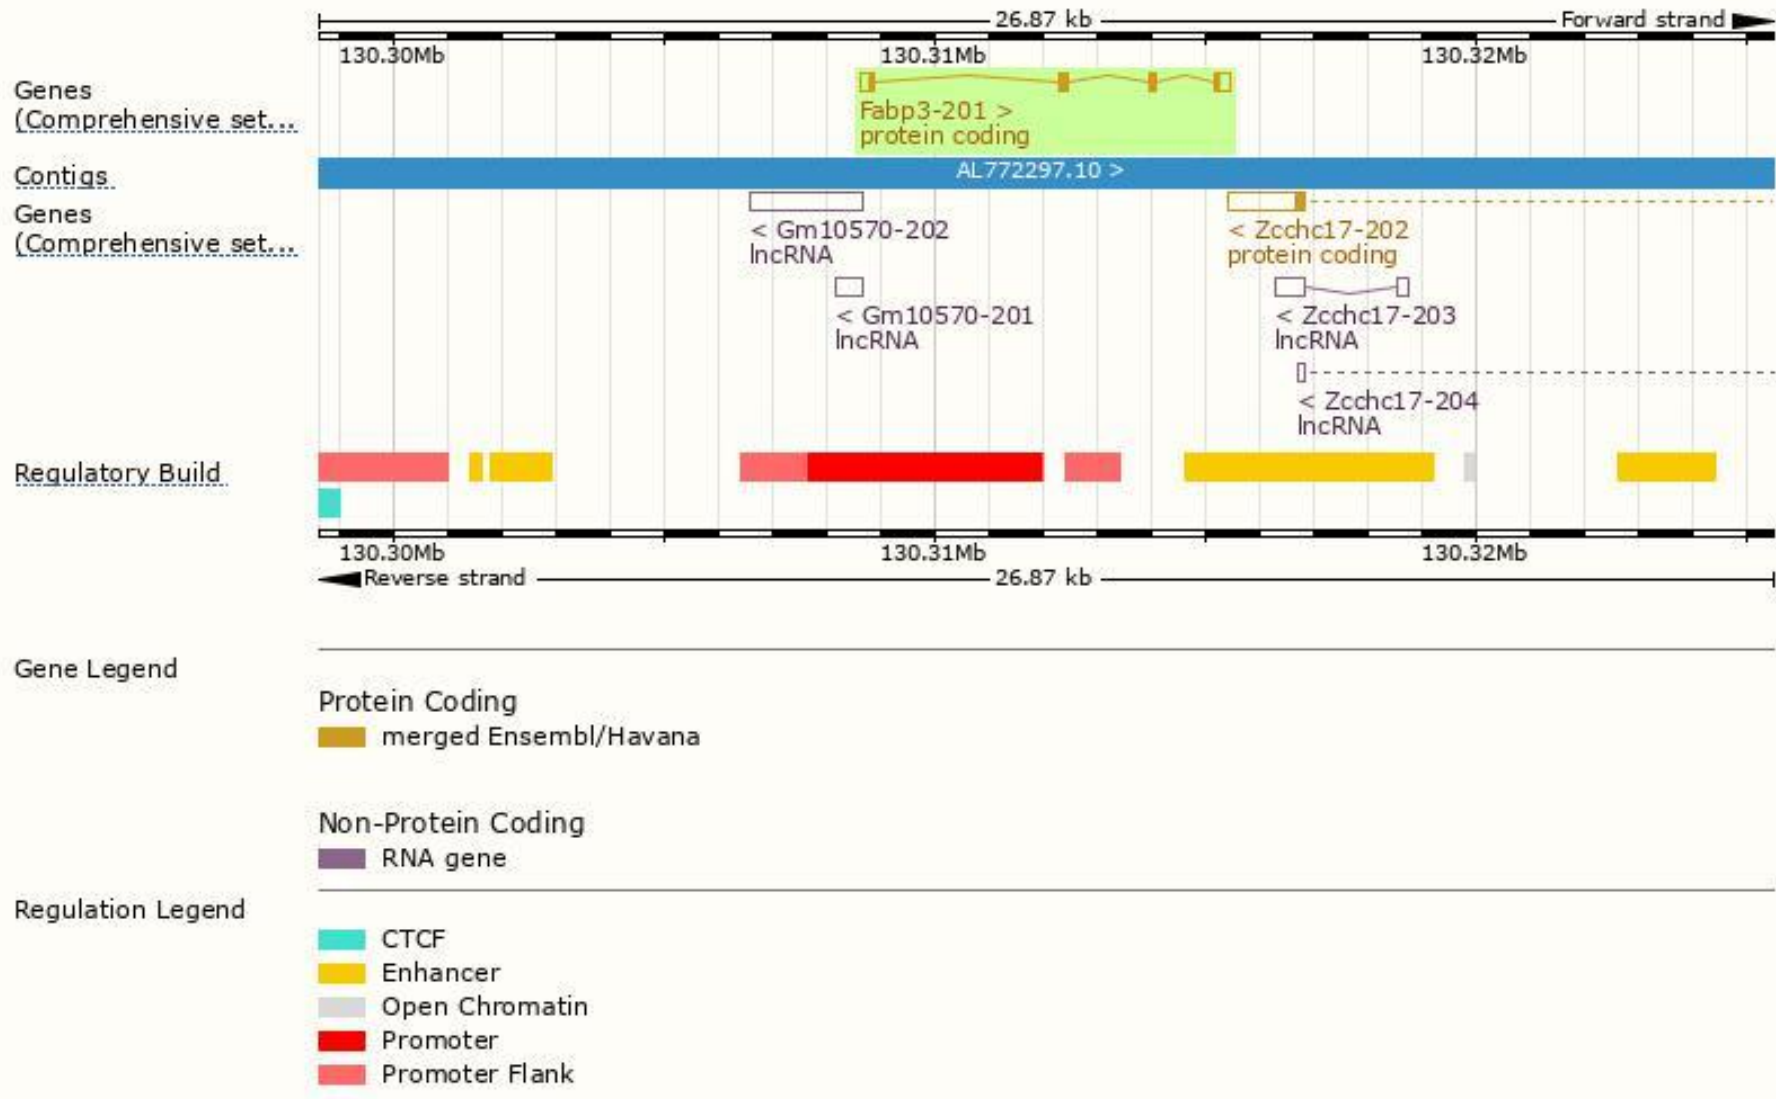 26.87 kb
Forward strand
130.30Mb 130.31Mb 130.32Mb
Genes
(Comprehensive set...
Fabp3-201 >
protein coding
Contigs
AL772297.10 >
Genes
(Comprehensive set...
< Gm10570-202
lncRNA
< Zcchc17-202
protein coding
< Gm10570-201
lncRNA
< Zcchc17-203
lncRNA
< Zcchc17-204
lncRNA
Regulatory Build
130.30Mb 130.31Mb 130.32Mb
Reverse strand
26.87 kb
Gene Legend
Protein Coding
merged Ensembl/Havana
Non-Protein Coding
RNA gene
Regulation Legend
CTCF
Enhancer
Open Chromatin
Promoter
Promoter Flank